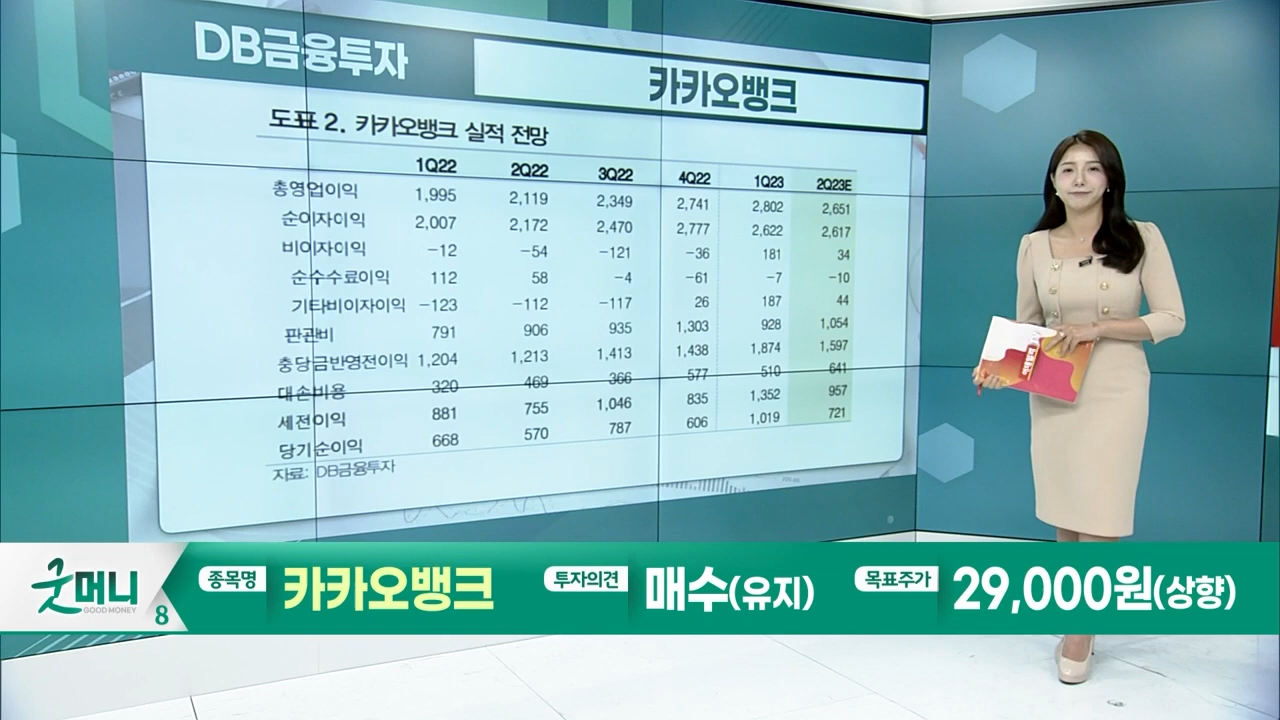 DB금융투자
카카오뱅크
도표 2. 카카오뱅크 실적 전망
1Q22 2Q22 3Q22 4Q22 1Q23 2Q23E
총영업이익 1,995 2,119 2,349 2,741 2,802 2,651
순이자이익 2,007 2,172 2,470 2,777 2,622 2,617
비이자이익 -12 -54 -121 -36 181 34
순수수료이익 112 58 -4 -61 -7 -10
기타비이자이익 -123 -112 -117 26 187 44
판관비 791 906 935 1,303 928 1,054
충당금반영전이익 1,204 1,213 1,413 1,438 1,874 1,597
대손비용 320 469 366 577 510 641
세전이익 881 755 1,046 835 1,352 957
당기순이익 668 570 787 606 1,019 721
자료: DB금융투자
굿머니
GOOD MONEY
8
종목명 카카오뱅크 투자의견 매수(유지) 목표주가 29,000원(상향)